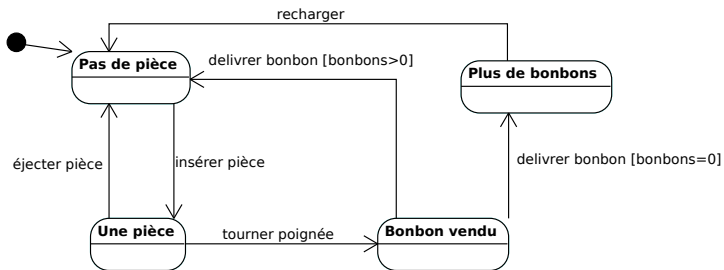 recharger
Pas de pièce
delivrer bonbon [bonbons>0]
Plus de bonbons
éjecter pièce
insérer pièce
delivrer bonbon [bonbons=0]
Une pièce
tourner poignée
Bonbon vendu